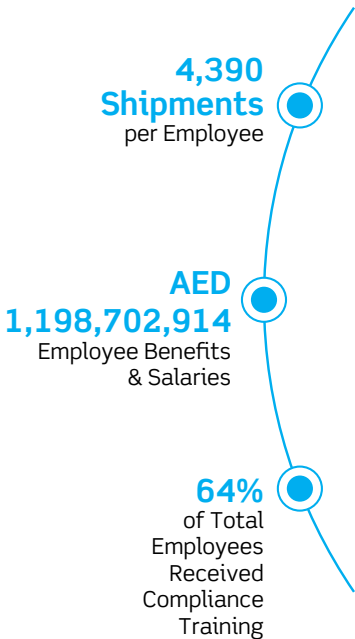 4,390
Shipments
per Employee
AED
1,198,702,914
Employee Benefits
& Salaries
64%
of Total
Employees
Received
Compliance
Training